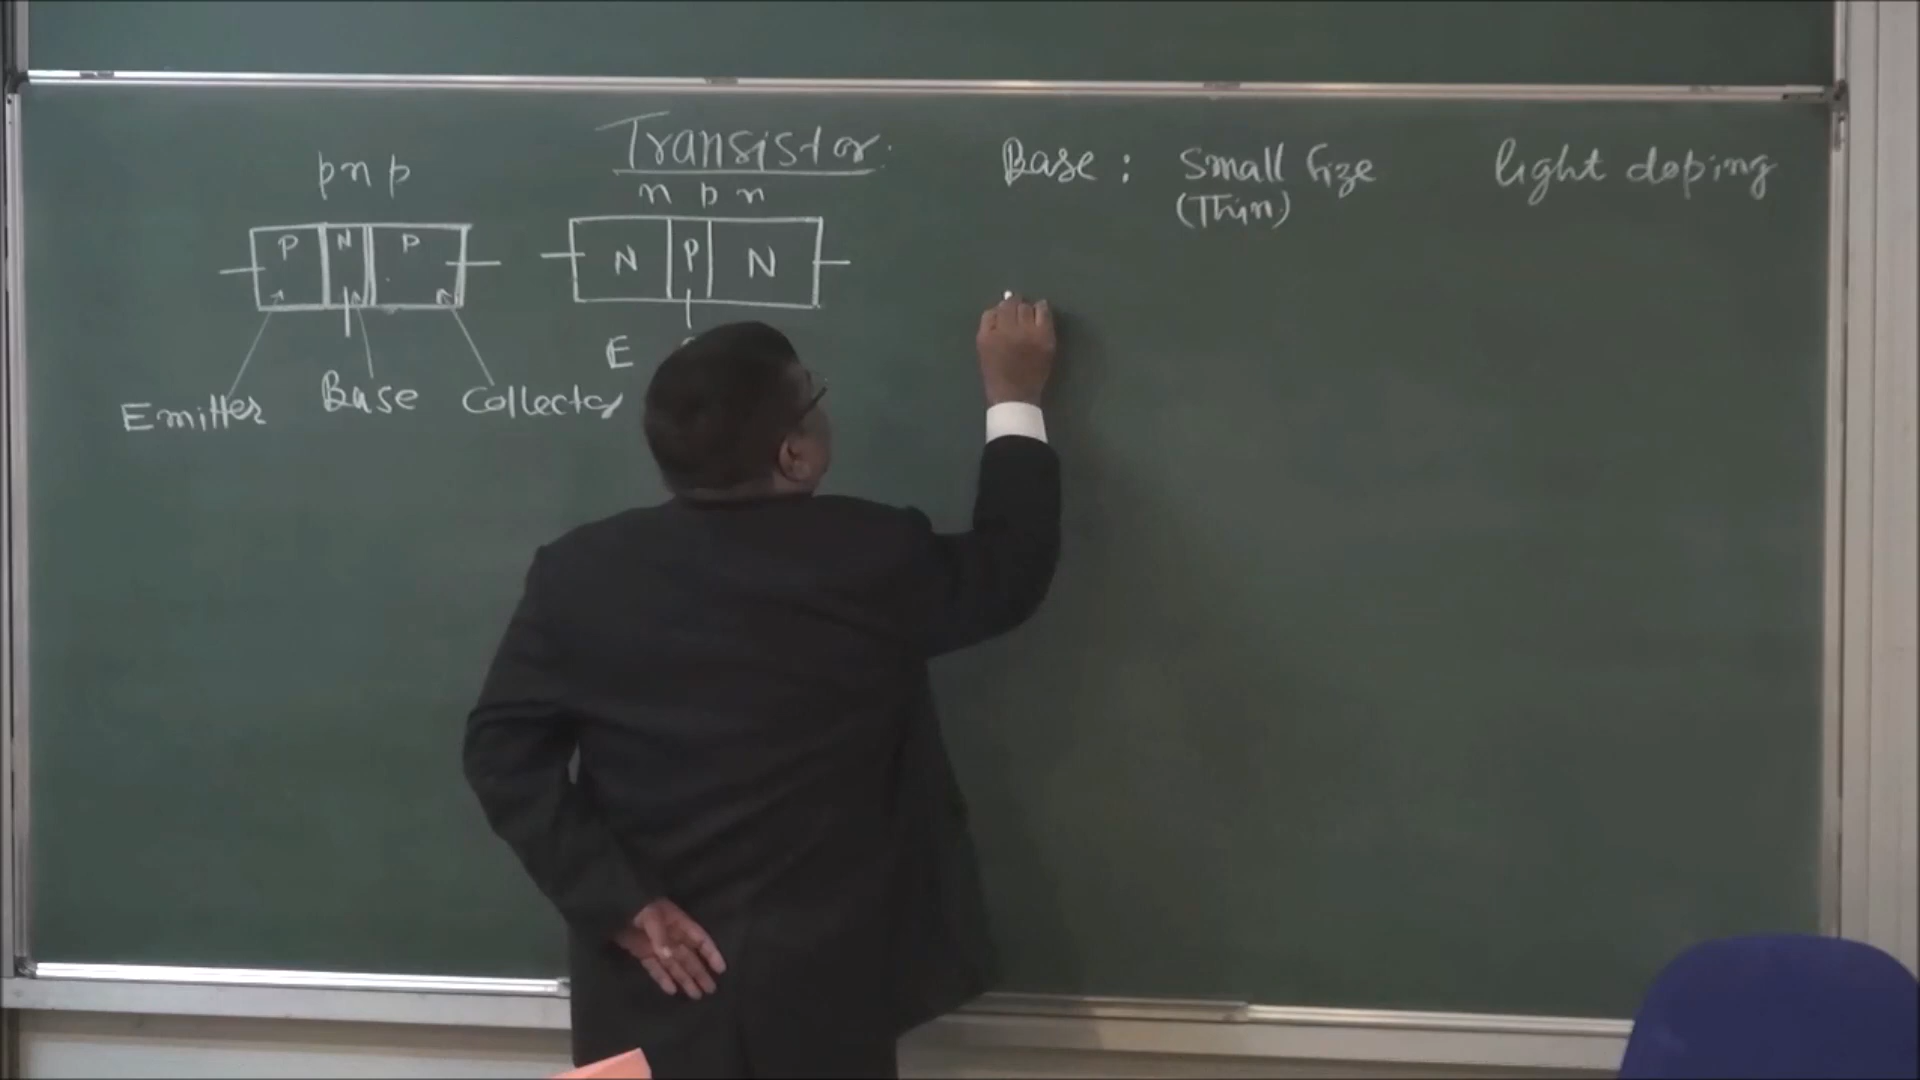 Transistor.
pnp
n p n
P N P
N P N
E
Emitter Base Collector
Base : Small Size light doping
(Thin)